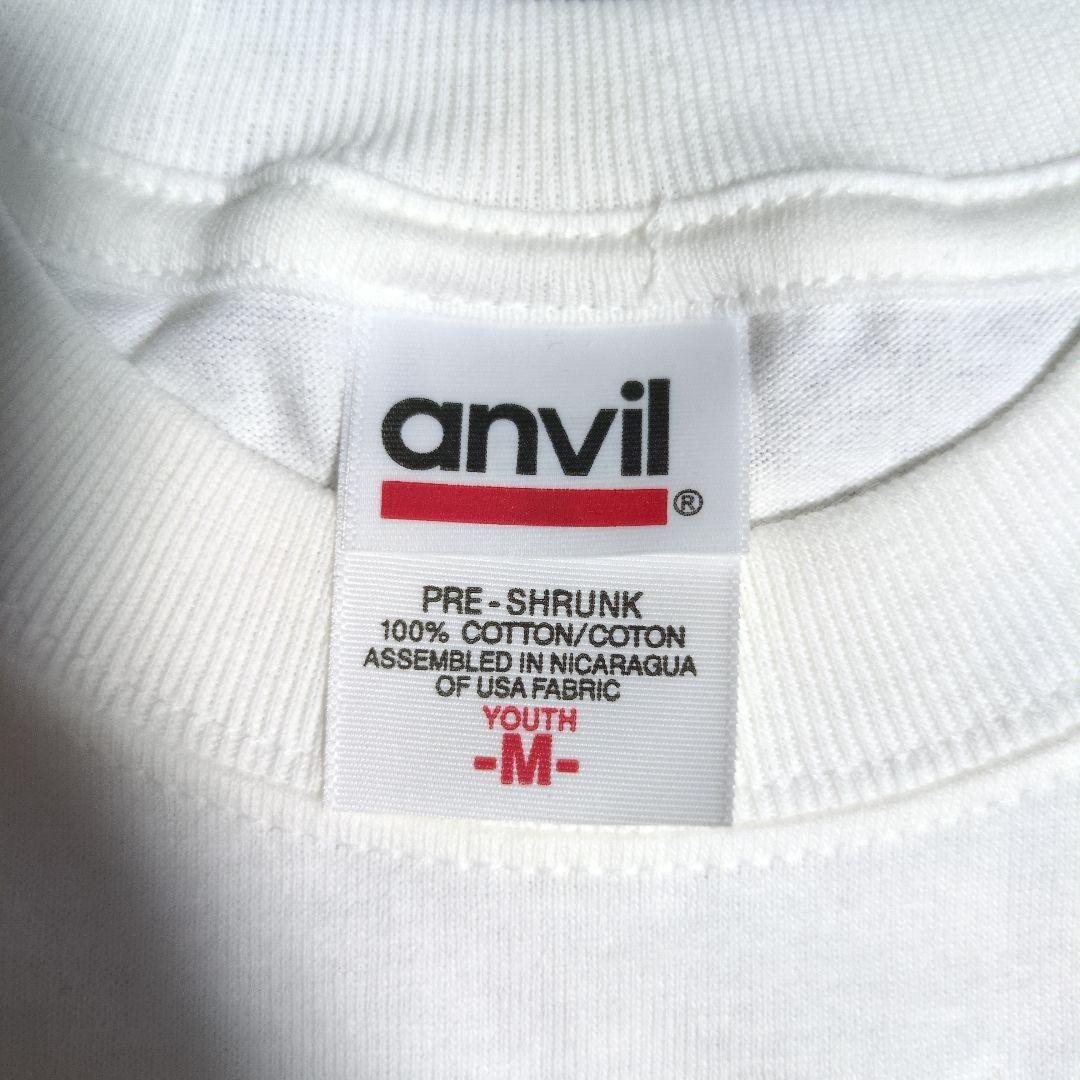 anvil
®
PRE-SHRUNK
100% COTTON/COTON
ASSEMBLED IN NICARAGUA
OF USA FABRIC
YOUTH
-M-